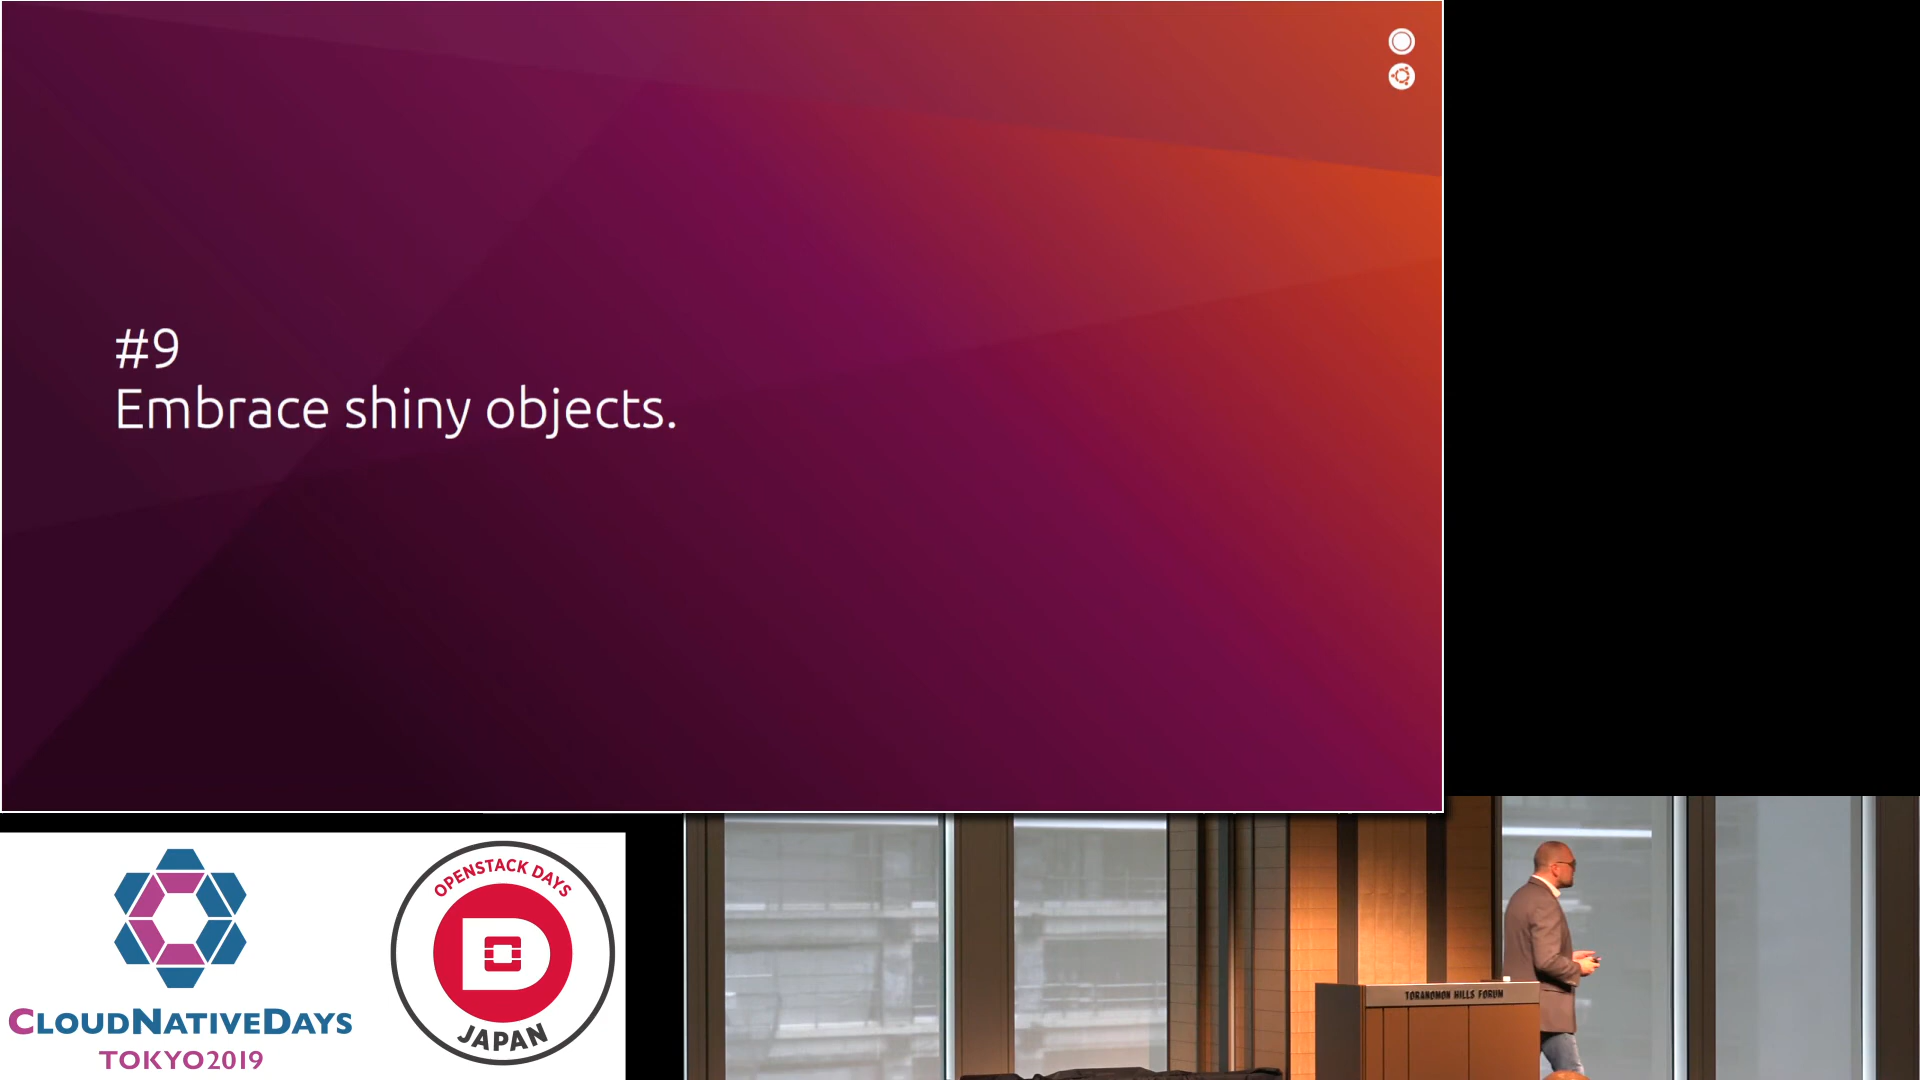 #9
Embrace shiny objects.
CLOUDNATIVEDAYS
TOKYO2019
OPENSTACK DAYS
JAPAN
TORANOMON HILLS FORUM